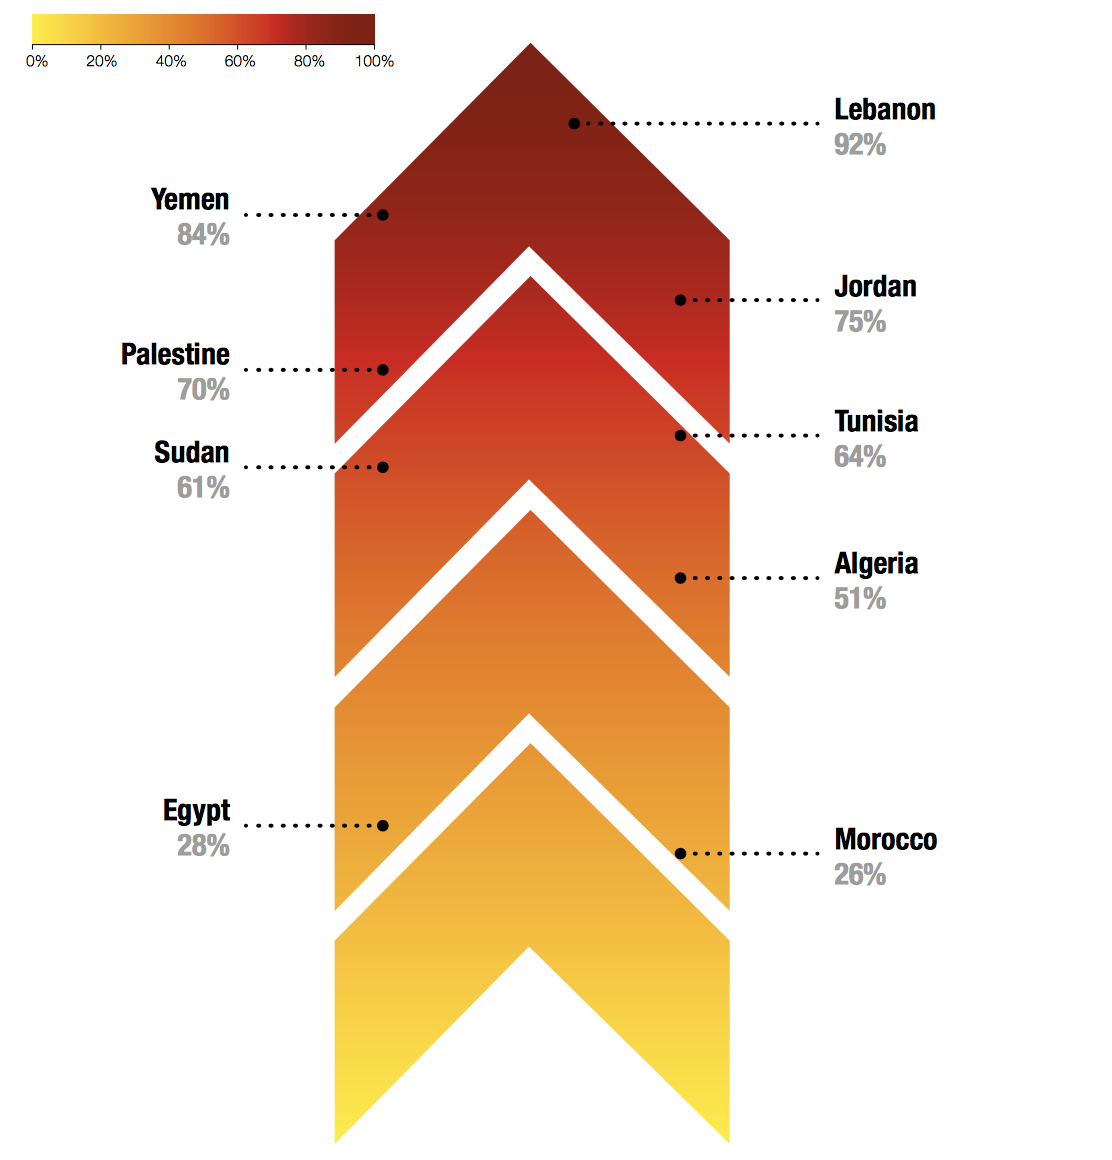 0%
20%
40%
60%
80%
100%
Lebanon
92%
Yemen
84%
Jordan
75%
Palestine
70%
Tunisia
64%
Sudan
61%
Algeria
51%
Egypt
28%
Morocco
26%